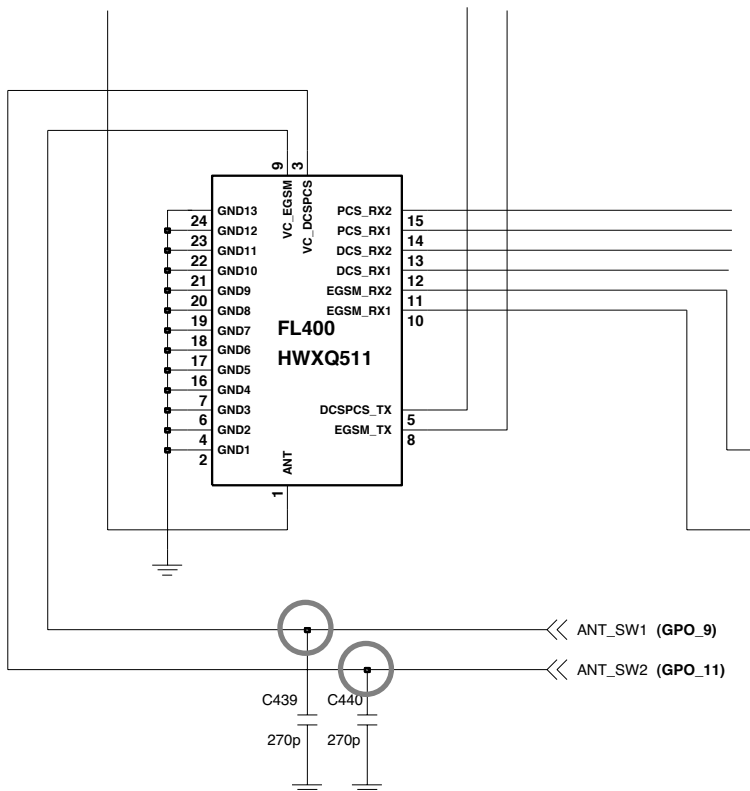 9
3
VC_EGSM
VC_DCSPCS
GND13
24
GND12
23
GND11
22
GND10
21
GND9
20
GND8
19
GND7
18
GND6
17
GND5
16
GND4
7
GND3
6
GND2
4
GND1
2
PCS_RX2
15
PCS_RX1
14
DCS_RX2
13
DCS_RX1
12
EGSM_RX2
11
EGSM_RX1
10
FL400
HWXQ511
DCSPCS_TX
5
EGSM_TX
8
ANT
1
ANT_SW1 (GPO_9)
ANT_SW2 (GPO_11)
C439
C440
270p
270p